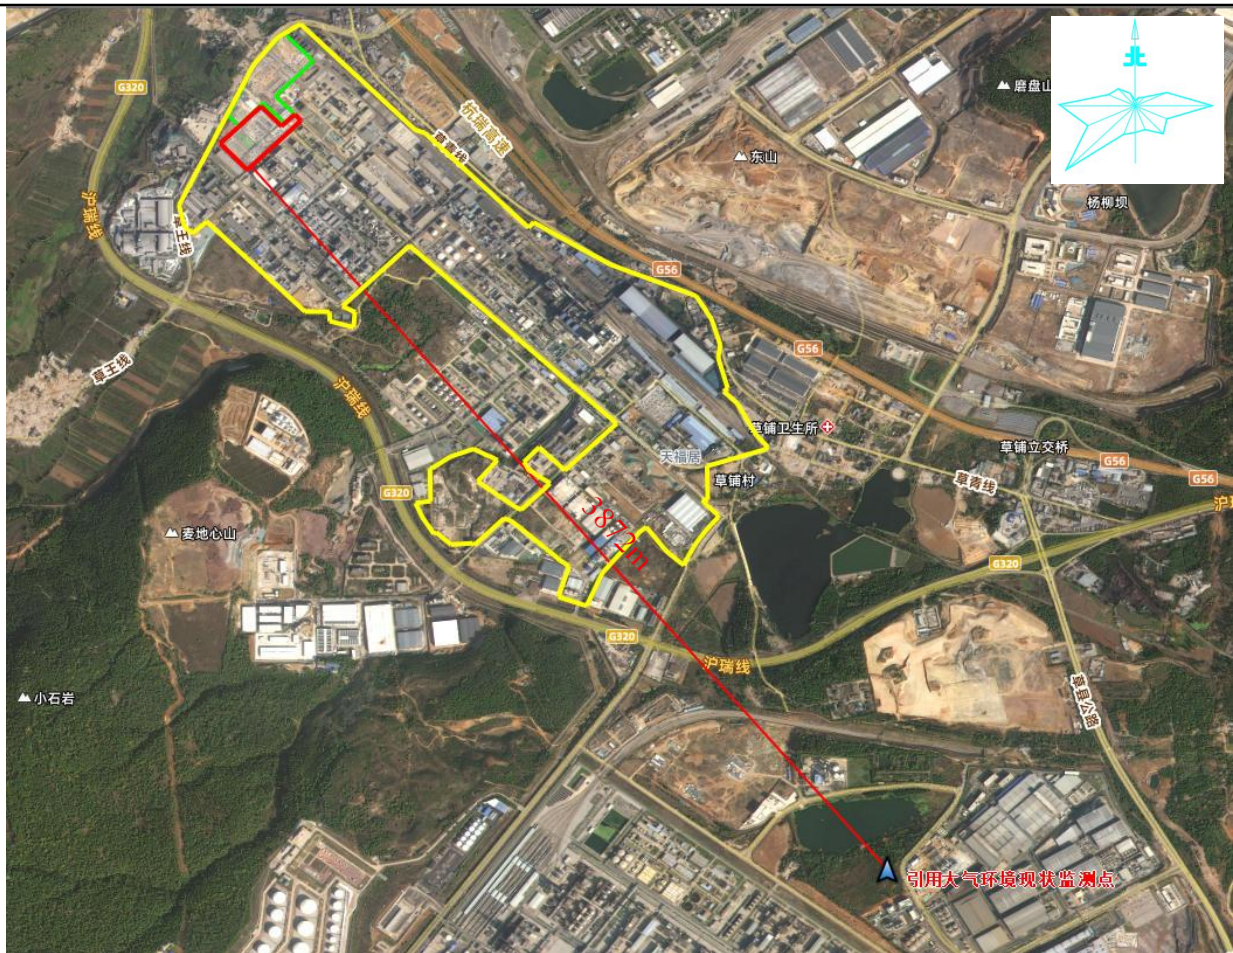 北
G320
杭瑞高速
草青线
磨盘山
东山
杨柳坝
沪瑞线
草王线
G56
草王线
沪瑞线
G56
草铺卫生所
草铺立交桥
天福居
G56
草铺村
草青线
G56
G320
沪瑞
3872m
麦地心山
G320
G320
沪瑞线
小石岩
草县公路
引用大气环境现状监测点